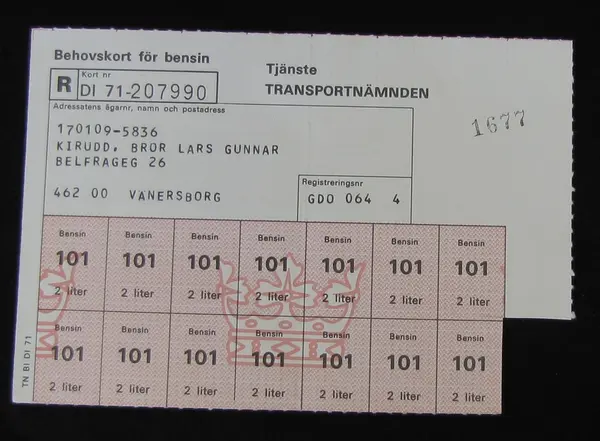 Behovskort för bensin
Tjänste
TRANSPORTNÄMNDEN
R
Kort nr
DI 71-207990
Adressatens ägarnr, namn och postadress
1677
170109-5836
KIRUDD, BROR LARS GUNNAR
BELFRAGEG 26
462 00 VÄNERSBORG
Registreringsnr
GDO 064 4
Bensin Bensin Bensin Bensin Bensin Bensin Bensin
101 101 101 101 101 101 101
2 liter 2 liter 2 liter 2 liter 2 liter 2 liter 2 liter
Bensin Bensin Bensin Bensin Bensin Bensin Bensin
101 101 101 101 101 101 101
2 liter 2 liter 2 liter 2 liter 2 liter 2 liter 2 liter
TN BI DI 71